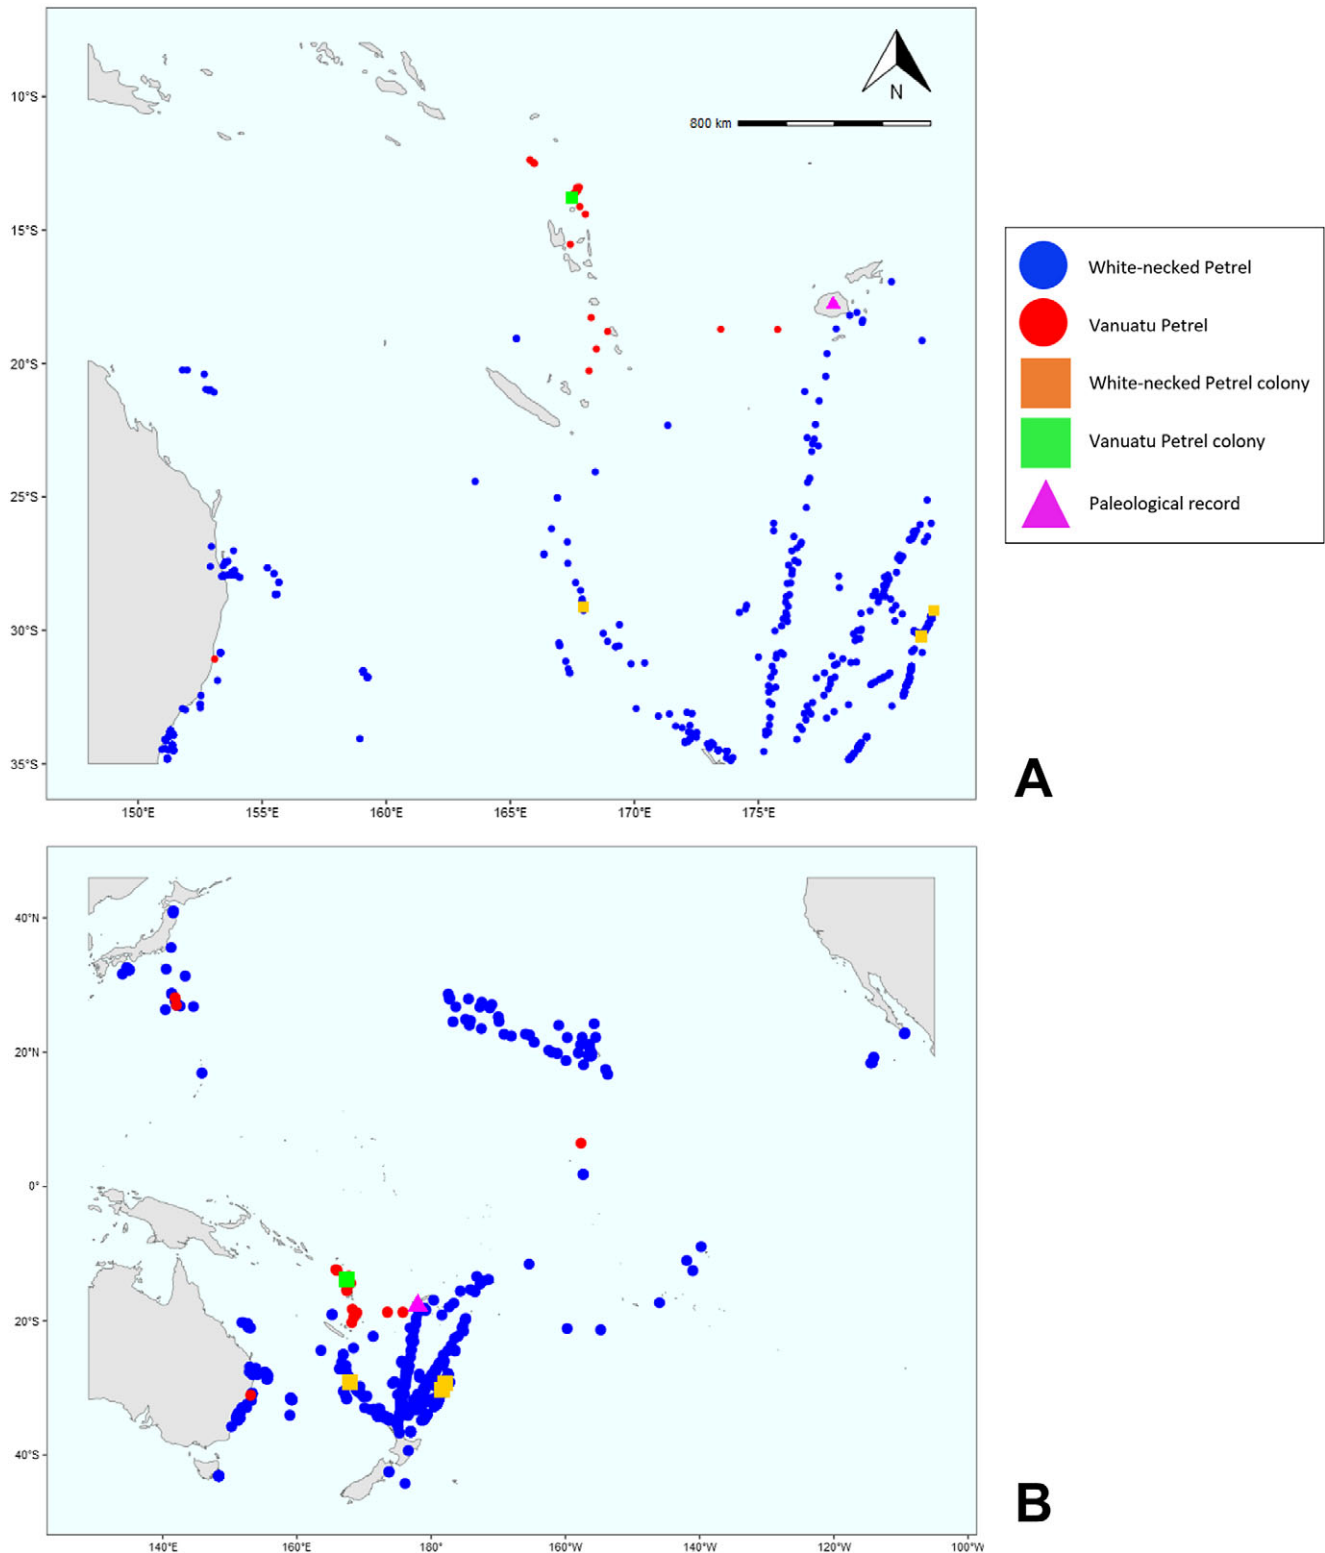 N
800 km
10°S
15°S
20°S
25°S
30°S
35°S
150°E
155°E
160°E
165°E
170°E
175°E
White-necked Petrel
Vanuatu Petrel
White-necked Petrel colony
Vanuatu Petrel colony
Paleological record
A
40°N
20°N
0°
20°S
40°S
140°E
160°E
180°
160°W
140°W
120°W
100°W
B